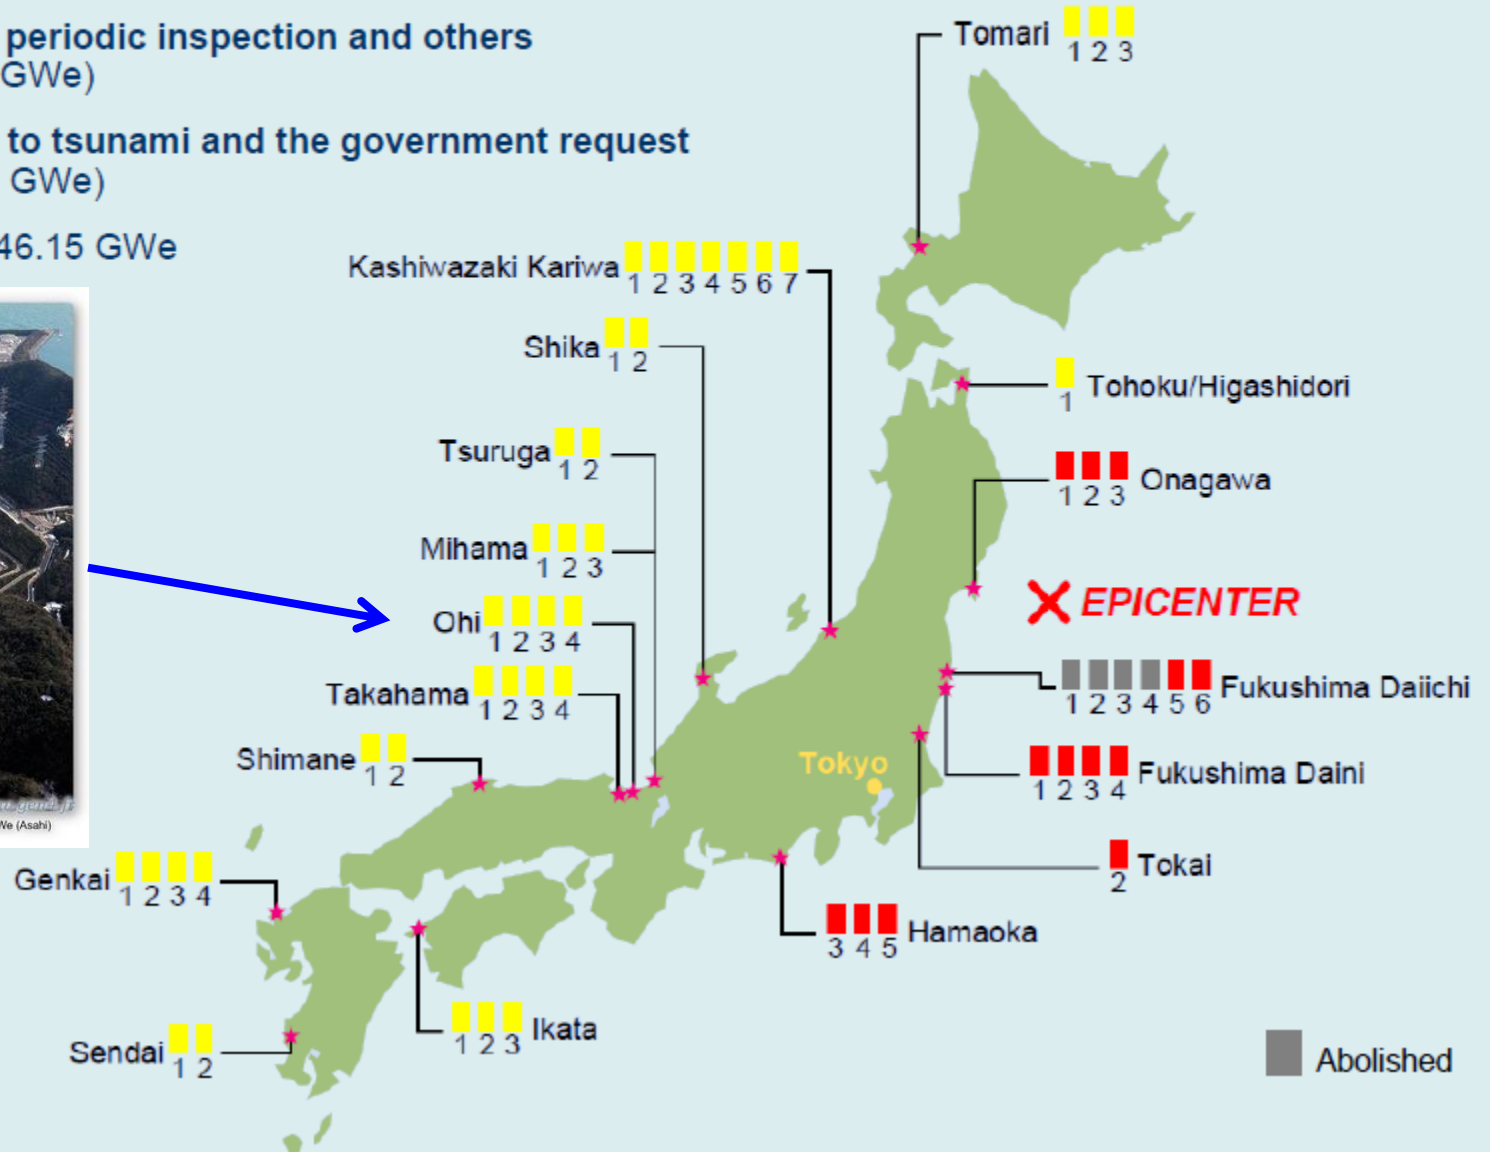 periodic inspection and others
GWe)
to tsunami and the government request
GWe)
46.15 GWe
Tomari
1 2 3
Kashiwazaki Kariwa
1 2 3 4 5 6 7
Shika
1 2
Tohoku/Higashidori
1
Tsuruga
1 2
Onagawa
1 2 3
Mihama
1 2 3
EPICENTER
Ohi
1 2 3 4
Takahama
1 2 3 4
Fukushima Daiichi
1 2 3 4 5 6
Shimane
1 2
Tokyo
Fukushima Daini
1 2 3 4
We (Asahi)
Genkai
1 2 3 4
Tokai
2
Hamaoka
3 4 5
Ikata
1 2 3
Sendai
1 2
Abolished